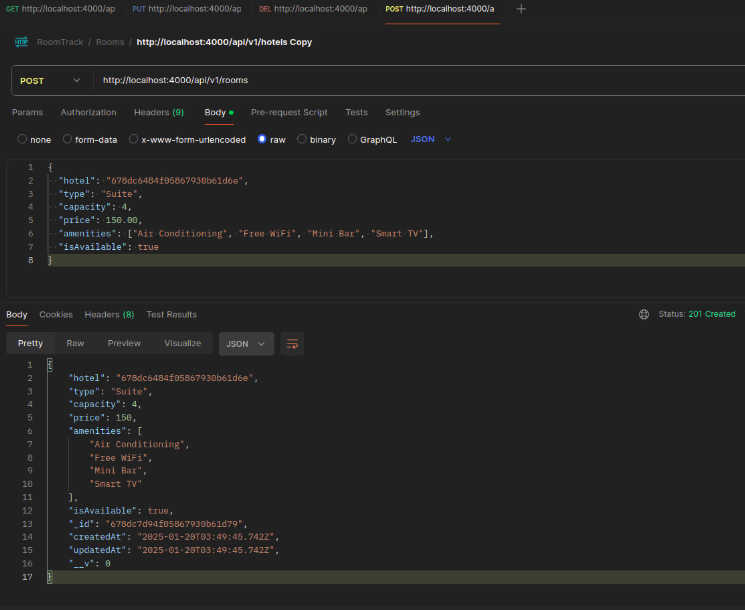 GET http://localhost:4000/ap PUT http://localhost:4000/ap DEL http://localhost:4000/ap POST http://localhost:4000/a +
HTTP RoomTrack / Rooms / http://localhost:4000/api/v1/hotels Copy
POST http://localhost:4000/api/v1/rooms
Params Authorization Headers (9) Body Pre-request Script Tests Settings
none form-data x-www-form-urlencoded raw binary GraphQL JSON
1 {
2 "hotel": "678dc6484f05867930b61d6e",
3 "type": "Suite",
4 "capacity": 4,
5 "price": 150.00,
6 "amenities": ["Air Conditioning", "Free WiFi", "Mini Bar", "Smart TV"],
7 "isAvailable": true
8 }
Body Cookies Headers (8) Test Results Status: 201 Created
Pretty Raw Preview Visualize JSON
1 {
2 "hotel": "678dc6484f05867930b61d6e",
3 "type": "Suite",
4 "capacity": 4,
5 "price": 150,
6 "amenities": [
7 "Air Conditioning",
8 "Free WiFi",
9 "Mini Bar",
10 "Smart TV"
11 ],
12 "isAvailable": true,
13 "_id": "678dc7d94f05867930b61d79",
14 "createdAt": "2025-01-20T03:49:45.742Z",
15 "updatedAt": "2025-01-20T03:49:45.742Z",
16 "__v": 0
17 }